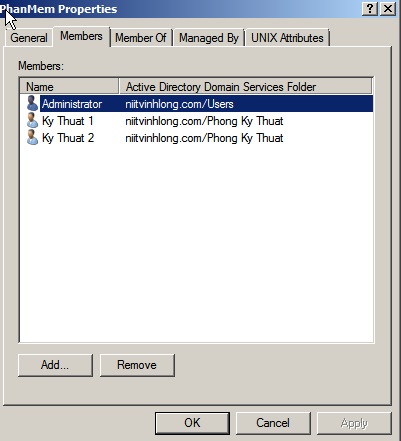 PhanMem Properties
General Members Member Of Managed By UNIX Attributes
Members:
Name Active Directory Domain Services Folder
Administrator niitvinhlong.com/Users
Ky Thuat 1 niitvinhlong.com/Phong Ky Thuat
Ky Thuat 2 niitvinhlong.com/Phong Ky Thuat
Add... Remove
OK Cancel Apply